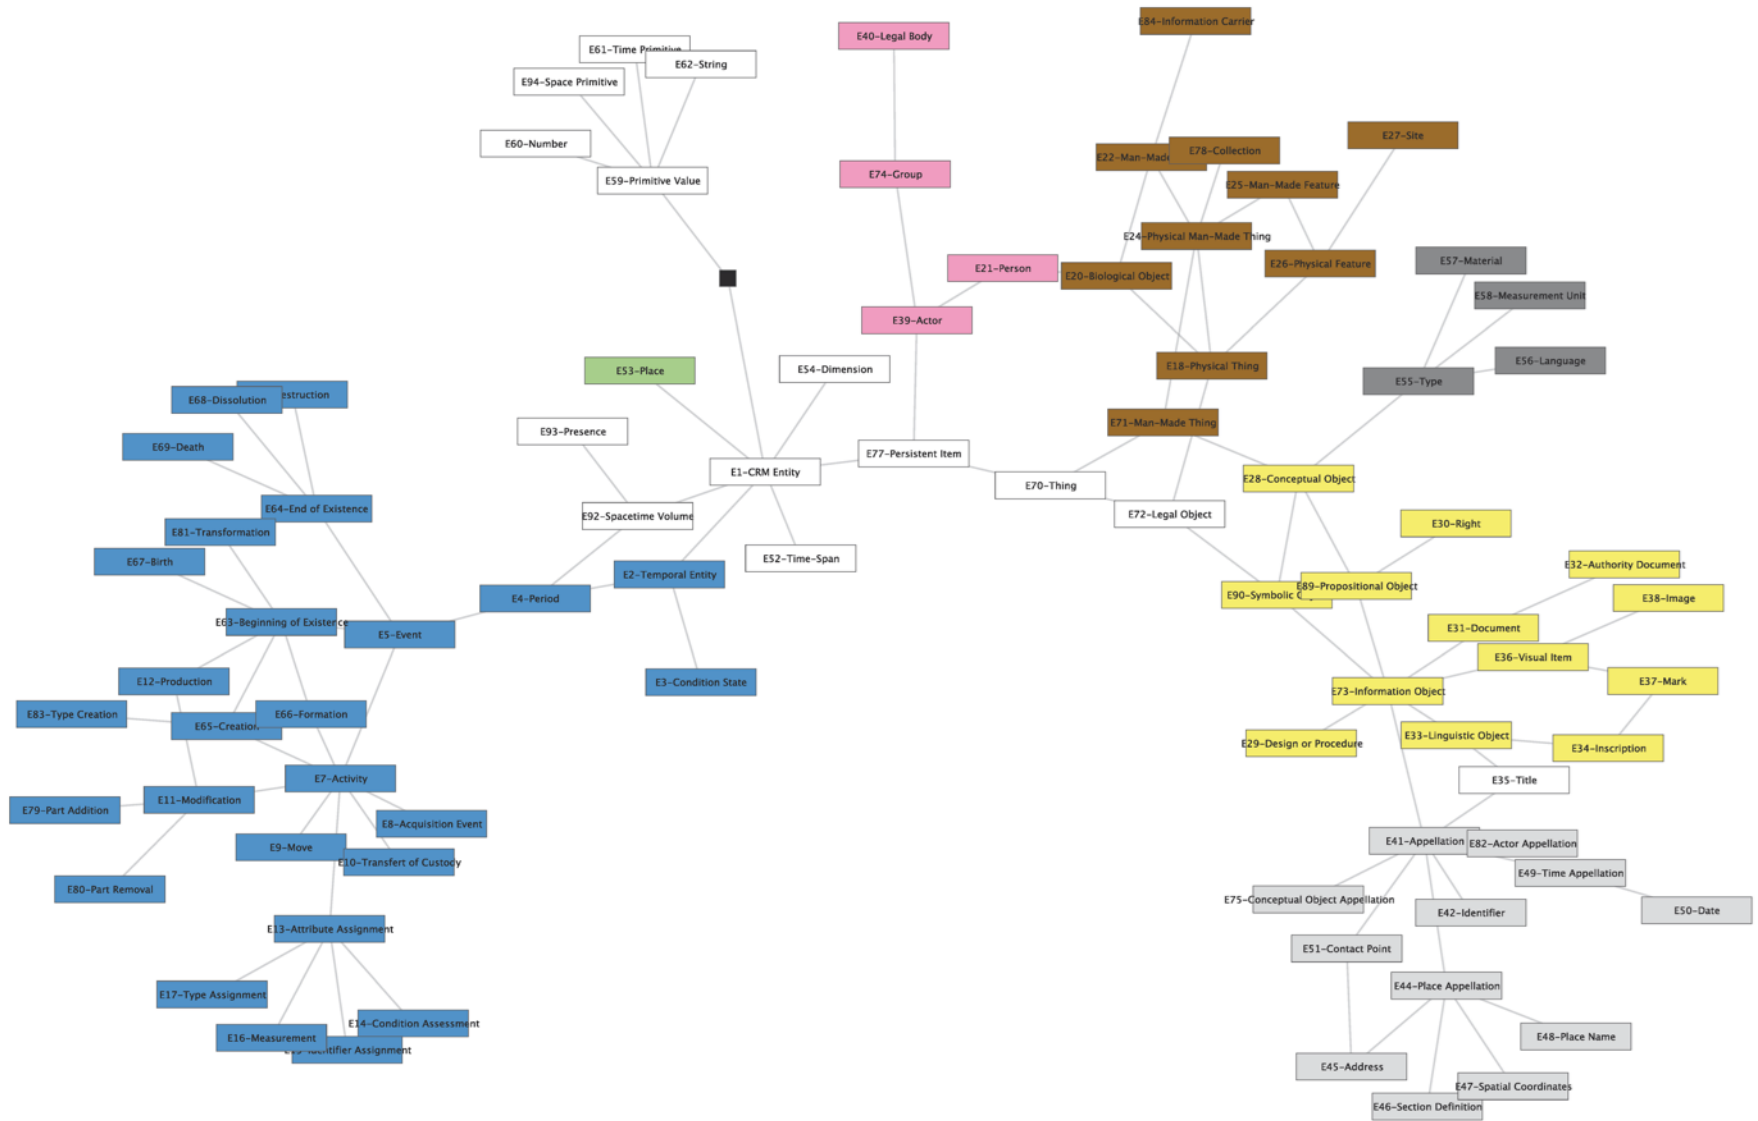 E84-Information Carrier
E40-Legal Body
E61-Time Primitive
E62-String
E94-Space Primitive
E27-Site
E60-Number
E78-Collection
E22-Man-Made
E74-Group
E59-Primitive Value
E25-Man-Made Feature
E24-Physical Man-Made Thing
E57-Material
E26-Physical Feature
E21-Person
E20-Biological Object
E58-Measurement Unit
E39-Actor
E56-Language
E18-Physical Thing
E53-Place
E54-Dimension
E55-Type
E68-Dissolution
estruction
E71-Man-Made Thing
E93-Presence
E69-Death
E77-Persistent Item
E1-CRM Entity
E28-Conceptual Object
E70-Thing
E64-End of Existence
E72-Legal Object
E92-Spacetime Volume
E30-Right
E81-Transformation
E52-Time-Span
E67-Birth
E32-Authority Document
E2-Temporal Entity
E89-Propositional Object
E90-Symbolic
E4-Period
E38-Image
E63-Beginning of Existence
E31-Document
E5-Event
E36-Visual Item
E12-Production
E3-Condition State
E37-Mark
E73-Information Object
E83-Type Creation
E66-Formation
E65-Creation
E33-Linguistic Object
E29-Design or Procedure
E34-Inscription
E7-Activity
E35-Title
E11-Modification
E79-Part Addition
E8-Acquisition Event
E41-Appellation
E82-Actor Appellation
E9-Move
E10-Transfert of Custody
E49-Time Appellation
E80-Part Removal
E75-Conceptual Object Appellation
E50-Date
E42-Identifier
E13-Attribute Assignment
E51-Contact Point
E44-Place Appellation
E17-Type Assignment
E14-Condition Assessment
E48-Place Name
E16-Measurement
E15-Identifier Assignment
E45-Address
E47-Spatial Coordinates
E46-Section Definition